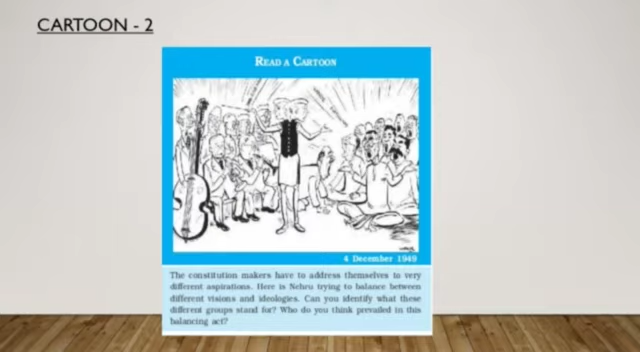 CARTOON - 2
READ A CARTOON
4 December 1949
The constitution makers have to address themselves to very
different aspirations. Here is Nehru trying to balance between
different visions and ideologies. Can you identify what these
different groups stand for? Who do you think prevailed in this
balancing act?